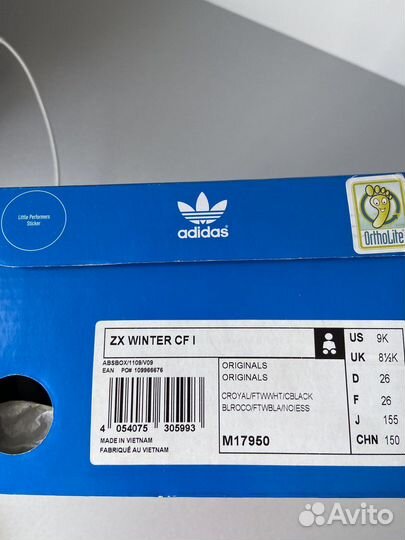 Little Performers
Sticker
adidas
OrthoLite
ZX WINTER CF I
ABSBOX/1109/V09
EAN PO# 109966676
4 054075 305993
MADE IN VIETNAM
FABRIQUÉ AU VIETNAM
ORIGINALS
ORIGINALS
CROYAL/FTWWHT/CBLACK
BLROCO/FTWBLA/NOIESS
M17950
US 9K
UK 8½K
D 26
F 26
J 155
CHN 150
Avito